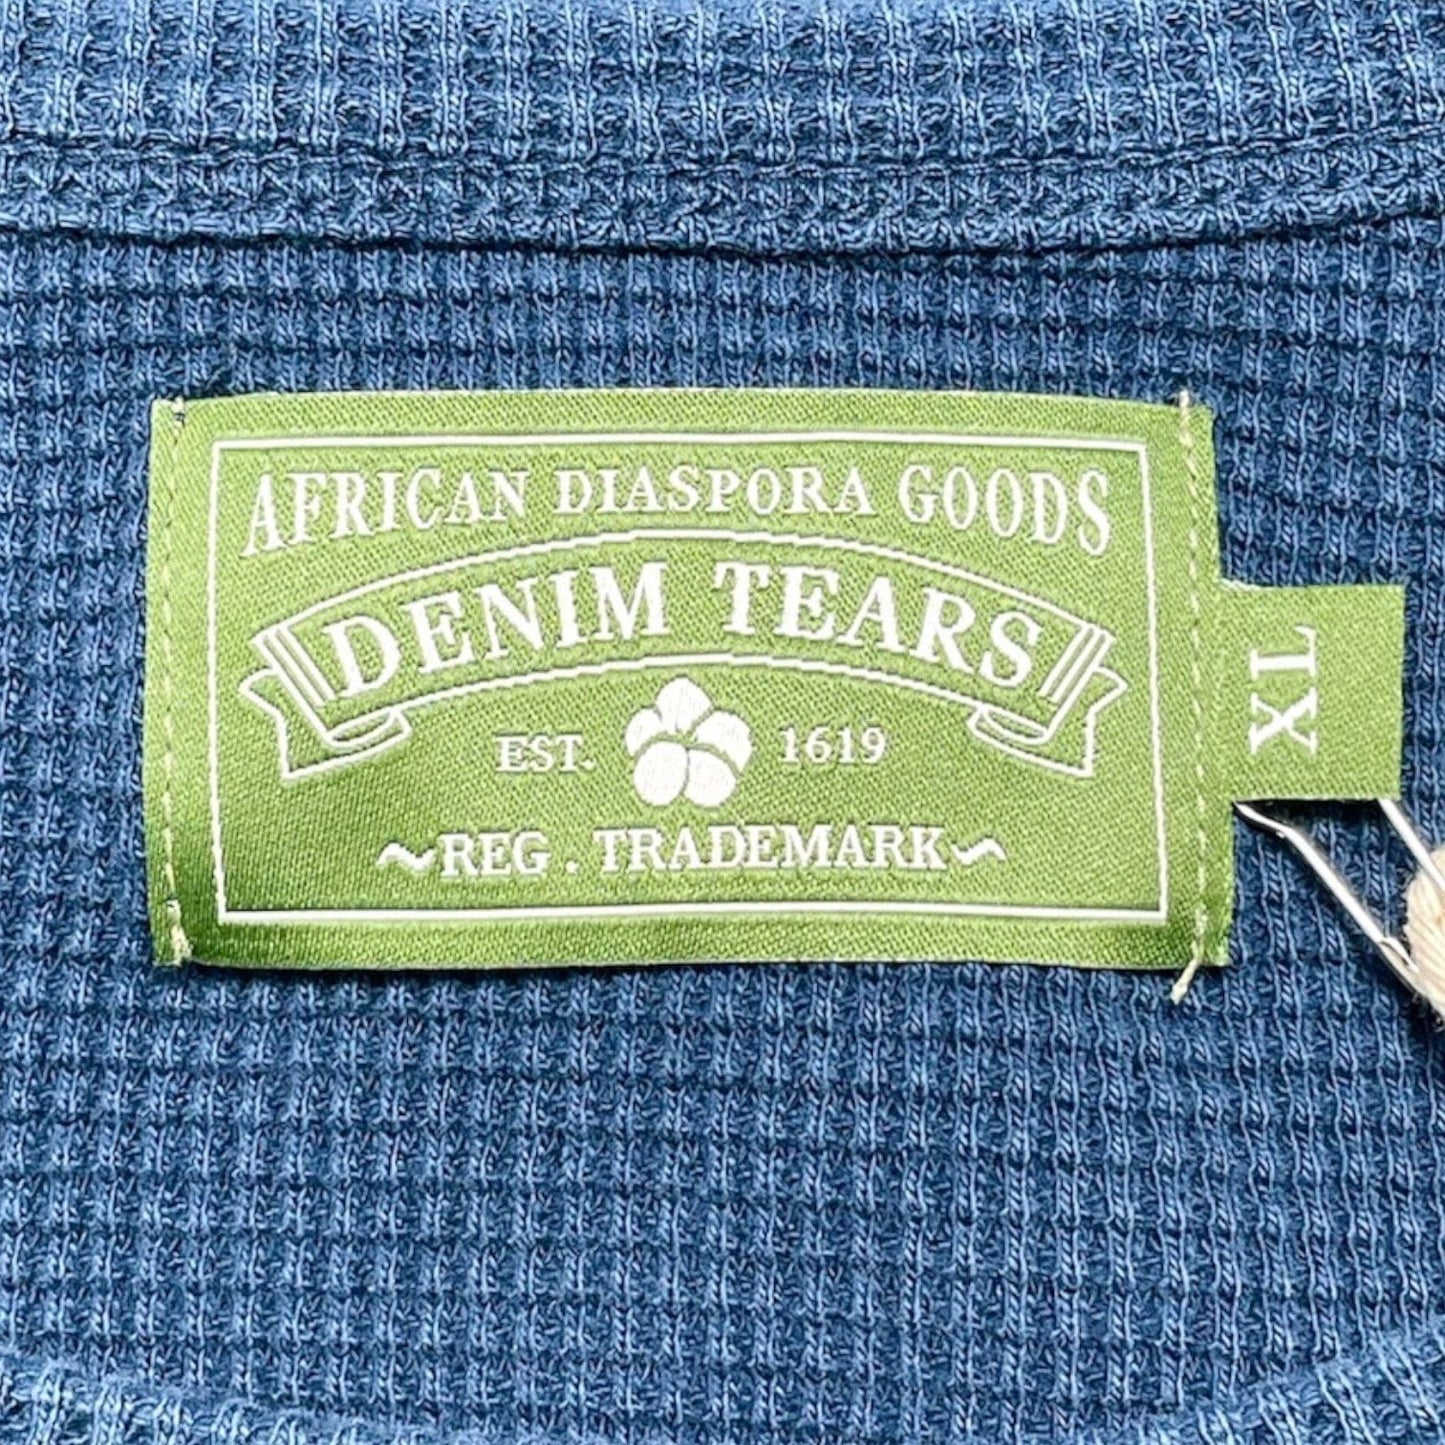 AFRICAN DIASPORA GOODS
DENIM TEARS
EST. 1619
~REG. TRADEMARK~
XL